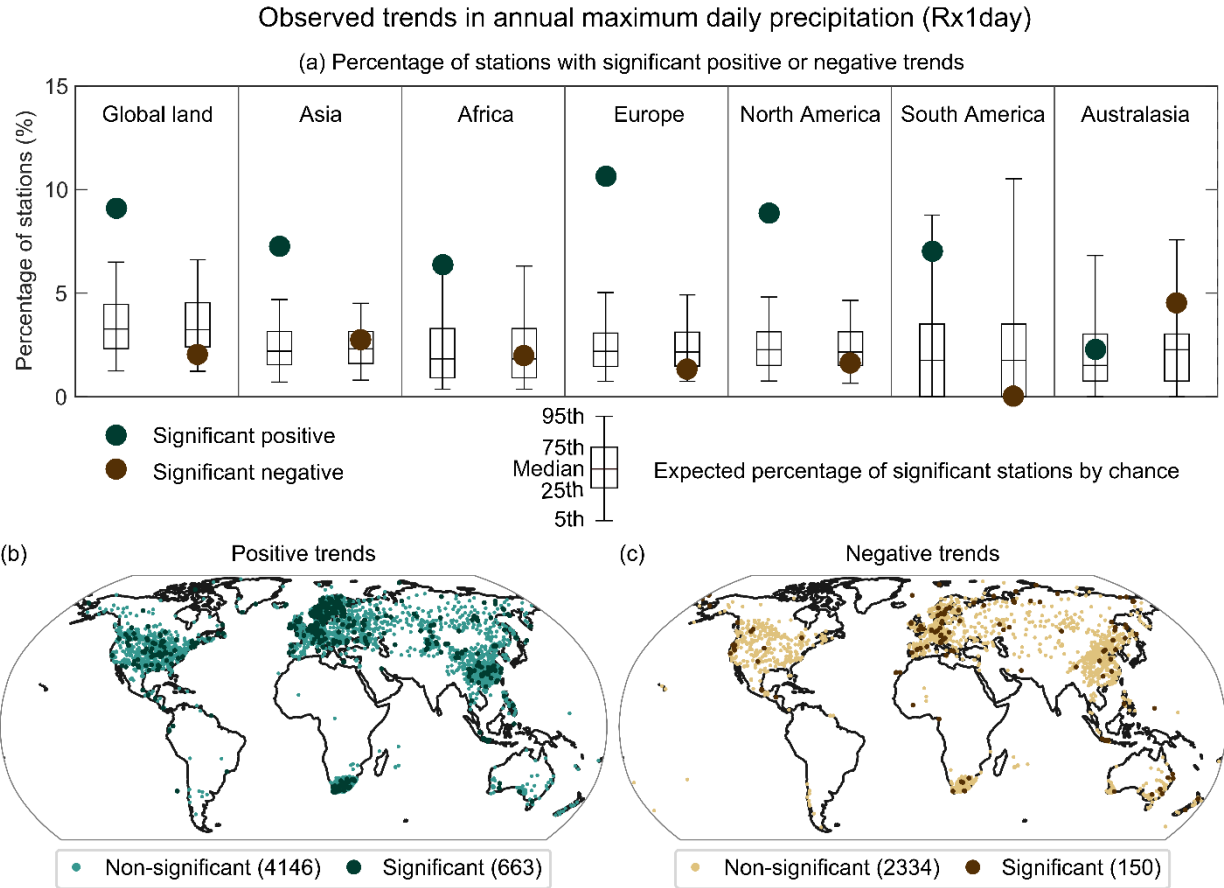 Observed trends in annual maximum daily precipitation (Rx1day)
(a) Percentage of stations with significant positive or negative trends
Percentage of stations (%)
15
10
5
0
Global land
Asia
Africa
Europe
North America
South America
Australasia
Significant positive
Significant negative
95th
75th
Median
25th
5th
Expected percentage of significant stations by chance
(b)
Positive trends
Non-significant (4146)
Significant (663)
(c)
Negative trends
Non-significant (2334)
Significant (150)